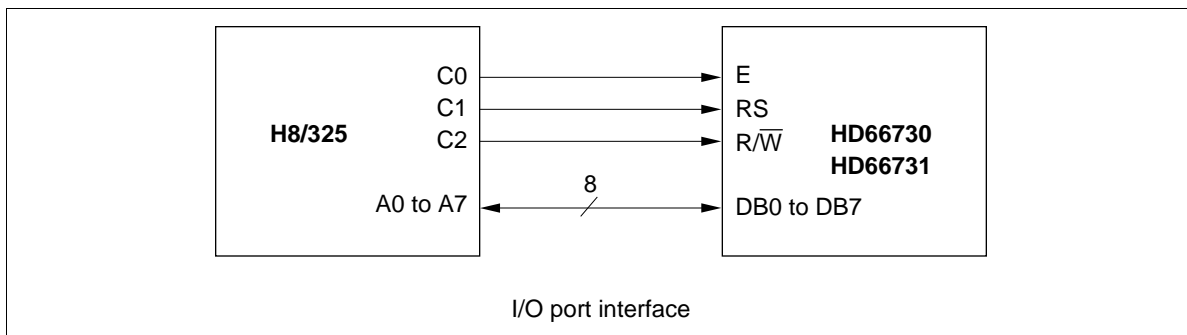 C0
E
C1
RS
H8/325
C2
R/W̅
HD66730
HD66731
8
A0 to A7
DB0 to DB7
I/O port interface